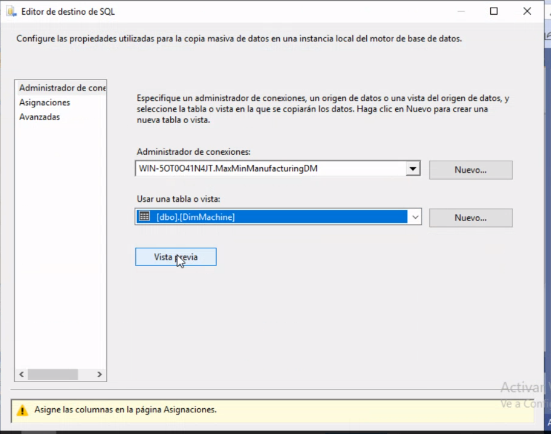 Editor de destino de SQL
Configure las propiedades utilizadas para la copia masiva de datos en una instancia local del motor de base de datos.
Administrador de cone
Asignaciones
Avanzadas
Especifique un administrador de conexiones, un origen de datos o una vista del origen de datos, y
seleccione la tabla o vista en la que se copiarán los datos. Haga clic en Nuevo para crear una
nueva tabla o vista.
Administrador de conexiones:
WIN-5OT0O41N4JT.MaxMinManufacturingDM
Nuevo...
Usar una tabla o vista:
[dbo].[DimMachine]
Nuevo...
Vista previa
Activar
Ve a Con
Asigne las columnas en la página Asignaciones.